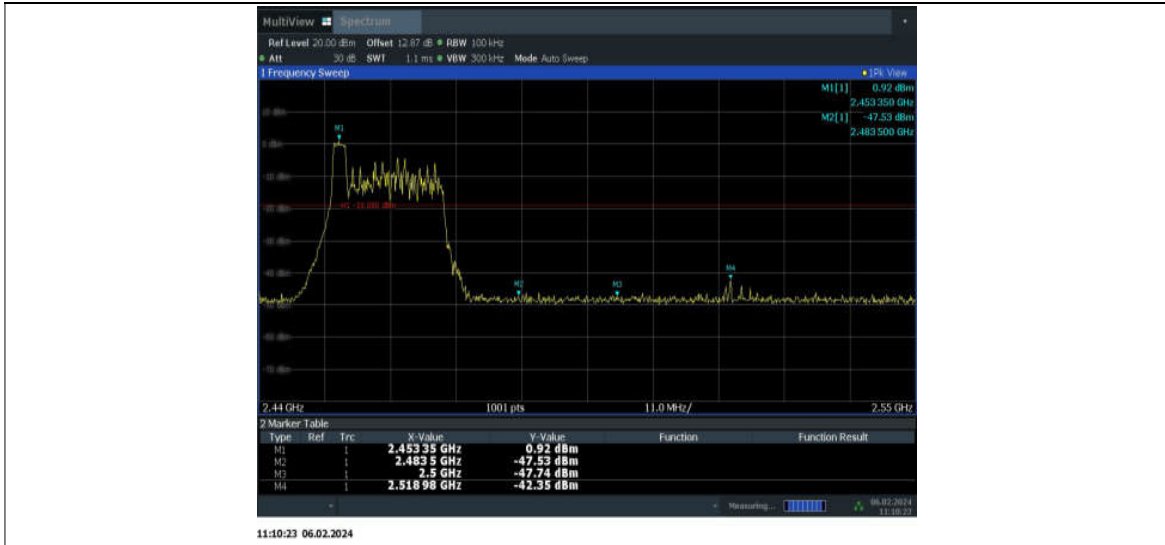 MultiView Spectrum
Ref Level 20.00 dBm Offset 12.87 dB RBW 100 kHz
Att 30 dB SWT 1.1 ms VBW 300 kHz Mode Auto Sweep
1 Frequency Sweep 1Pk View
M1[1] 0.92 dBm
2.453 350 GHz
M2[1] -47.53 dBm
2.483 500 GHz
M1
M2 M3 M4
2.44 GHz 1001 pts 11.0 MHz/ 2.55 GHz
2 Marker Table
Type Ref Trc X-Value Y-Value Function Function Result
M1 1 2.453 35 GHz 0.92 dBm
M2 1 2.483 5 GHz -47.53 dBm
M3 1 2.5 GHz -47.74 dBm
M4 1 2.518 98 GHz -42.35 dBm
Measuring... 06.02.2024
11:10:22
11:10:23 06.02.2024